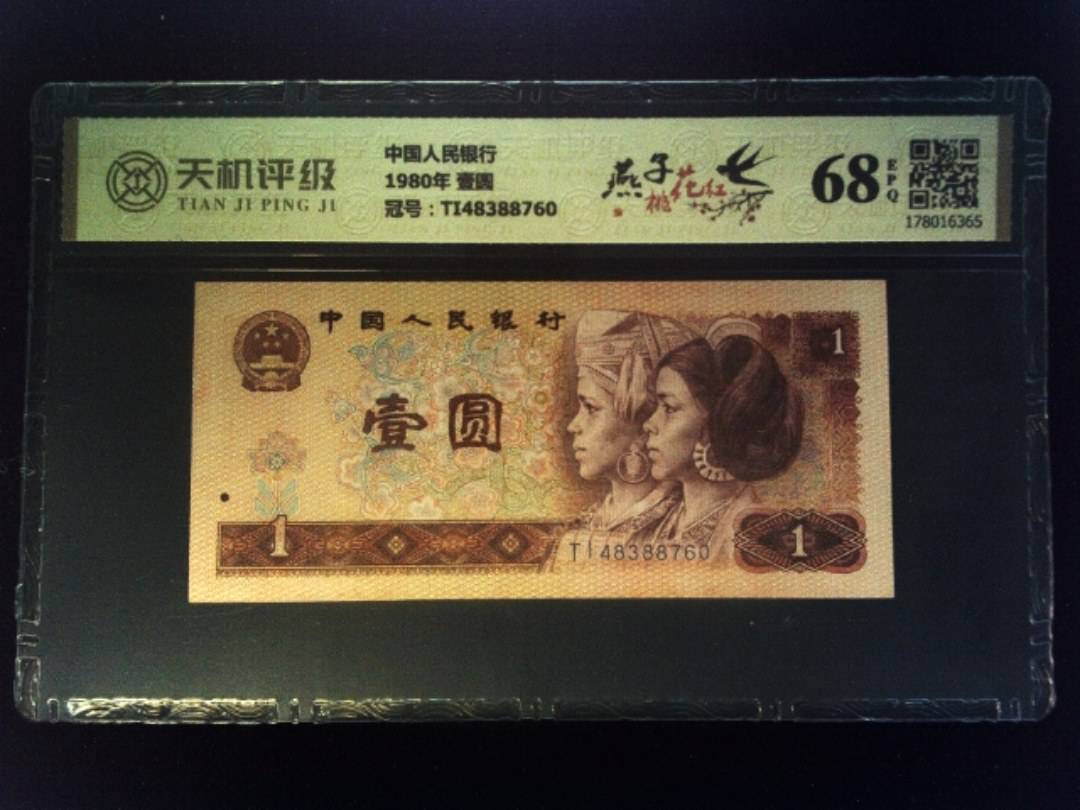 天机评级
TIAN JI PING JI
中国人民银行
1980年 壹圆
冠号：TI48388760
燕子
桃花红
68
EPQ
178016365
中国人民银行
1
壹圆
1
TI48388760
1